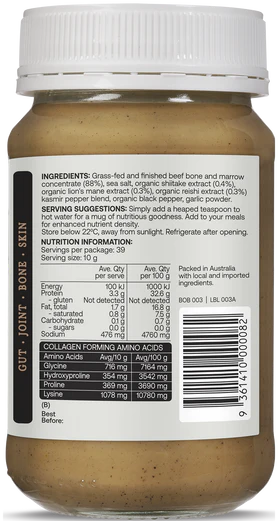 INGREDIENTS: Grass-fed and finished beef bone and marrow
concentrate (88%), sea salt, organic shiitake extract (0.4%),
organic lion's mane extract (0.3%), organic reishi extract (0.3%)
kasmir pepper blend, organic black pepper, garlic powder.
SERVING SUGGESTIONS: Simply add a heaped teaspoon to
hot water for a mug of nutritious goodness. Add to your meals
for enhanced nutrient density.
Store below 22°C, away from sunlight. Refrigerate after opening.
NUTRITION INFORMATION:
Servings per package: 39
Serving size: 10 g
Ave. Qty per serve Ave. Qty per 100 g
Energy 100 kJ 1000 kJ
Protein 3.3 g 32.6 g
- gluten Not detected Not detected
Fat, total 1.7 g 16.8 g
- saturated 0.8 g 7.5 g
Carbohydrate 0.1 g 0.7 g
- sugars 0.0 g 0.0 g
Sodium 476 mg 4760 mg
COLLAGEN FORMING AMINO ACIDS
Amino Acids Avg/10 g Avg/100 g
Glycine 716 mg 7164 mg
Hydroxyproline 354 mg 3542 mg
Proline 369 mg 3690 mg
Lysine 1078 mg 10780 mg
(B)
Best
Before:
Packed in Australia
with local and imported
ingredients.
BOB 003 | LBL 003A
9 361410 000082
GUT · JOINT · BONE · SKIN